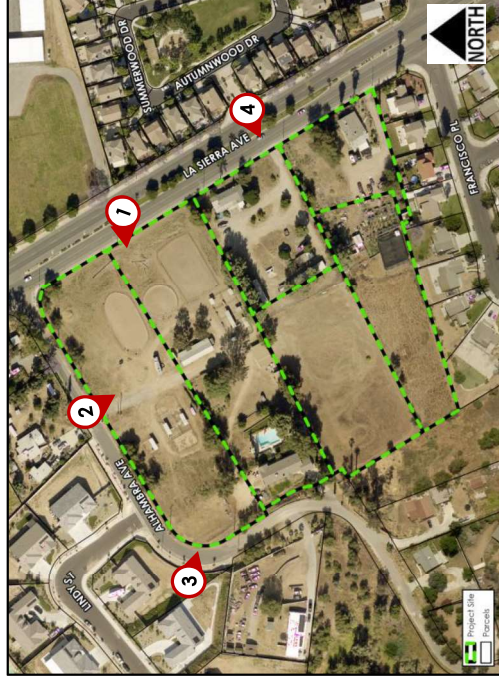 SUMMERWOOD DR
AUTUMNWOOD DR
LA SIERRA AVE
4
1
2
ALHAMBRA AVE
3
LINDY ST
FRANCISCO PL
NORTH
Project Site
Parcels